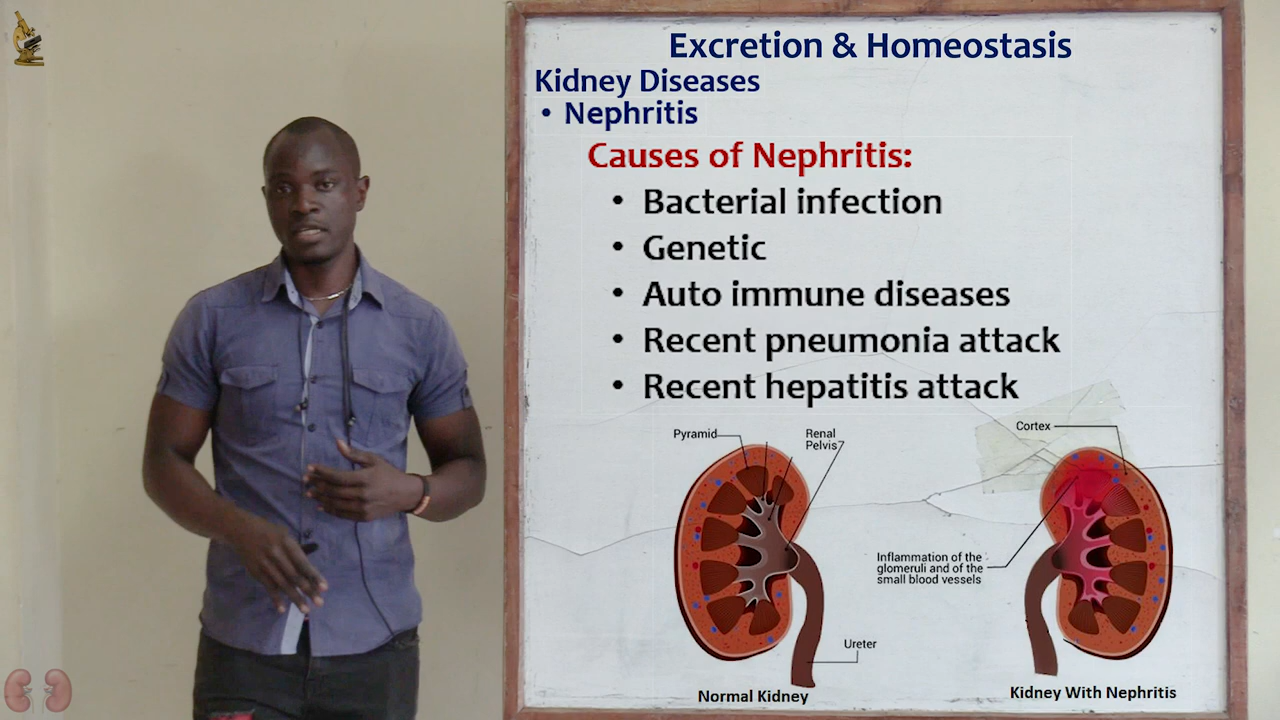 Excretion & Homeostasis
Kidney Diseases
• Nephritis
Causes of Nephritis:
• Bacterial infection
• Genetic
• Auto immune diseases
• Recent pneumonia attack
• Recent hepatitis attack
Pyramid
Renal
Pelvis
Cortex
Inflammation of the
glomeruli and of the
small blood vessels
Ureter
Normal Kidney
Kidney With Nephritis